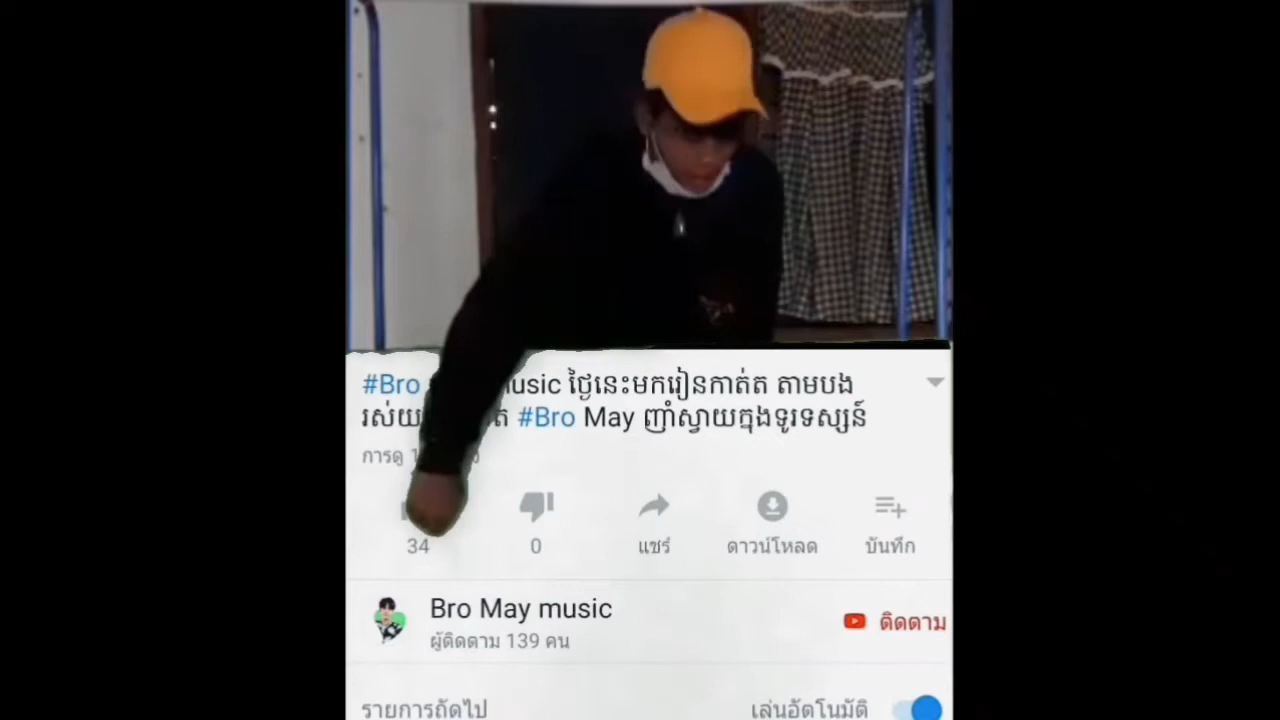 #Bro music ថ្ងៃនេះមករៀនកាត់ត តាមបង
រស់យ ត #Bro May ញ៉ាំស្វាយក្នុងទូរទស្សន៍
การดู
34
0
แชร์
ดาวน์โหลด
บันทึก
Bro May music
ผู้ติดตาม 139 คน
ติดตาม
รายการถัดไป
เล่นอัตโนมัติ